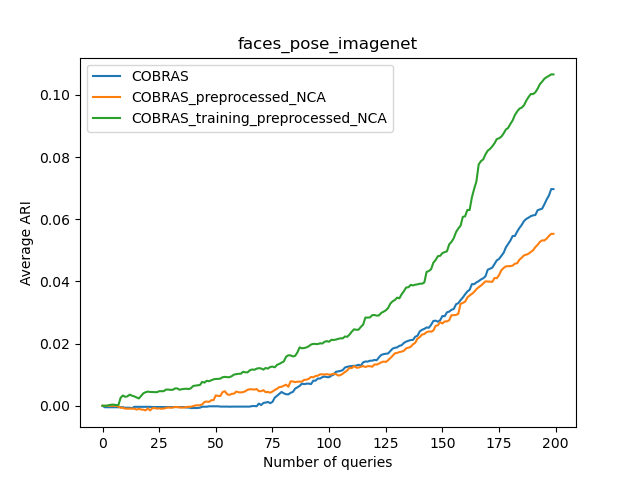 faces_pose_imagenet
COBRAS
COBRAS_preprocessed_NCA
COBRAS_training_preprocessed_NCA
Average ARI
0.10
0.08
0.06
0.04
0.02
0.00
0 25 50 75 100 125 150 175 200
Number of queries